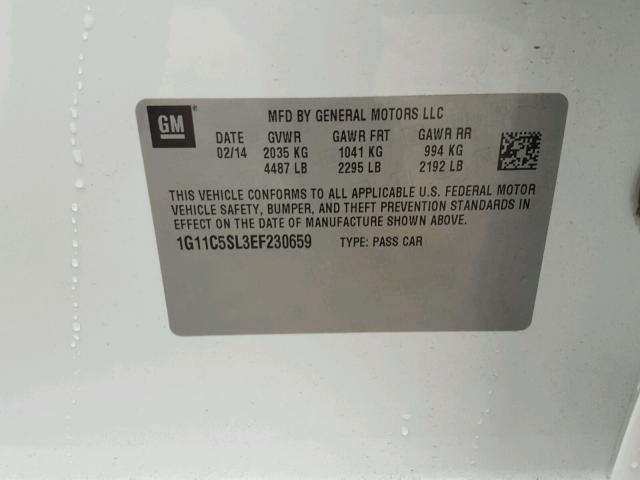 GM
MFD BY GENERAL MOTORS LLC
DATE GVWR GAWR FRT GAWR RR
02/14 2035 KG 1041 KG 994 KG
4487 LB 2295 LB 2192 LB
THIS VEHICLE CONFORMS TO ALL APPLICABLE U.S. FEDERAL MOTOR
VEHICLE SAFETY, BUMPER, AND THEFT PREVENTION STANDARDS IN
EFFECT ON THE DATE OF MANUFACTURE SHOWN ABOVE.
1G11C5SL3EF230659 TYPE: PASS CAR